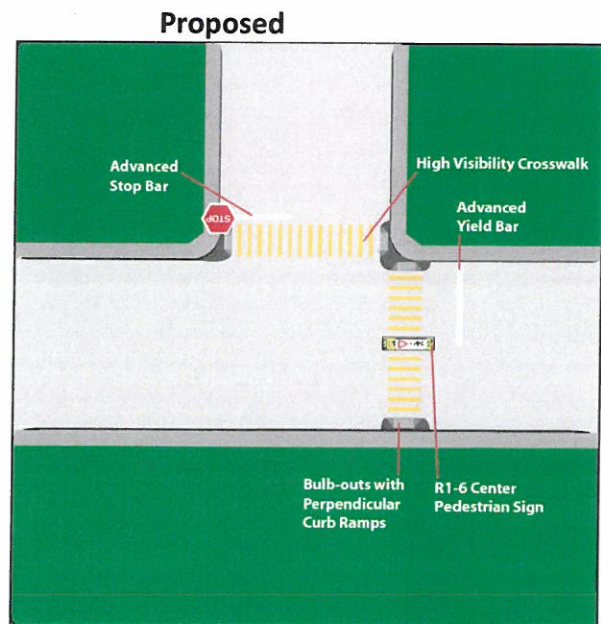 Proposed
Advanced
Stop Bar
High Visibility Crosswalk
Advanced
Yield Bar
STOP
Bulb-outs with
Perpendicular
Curb Ramps
R1-6 Center
Pedestrian Sign